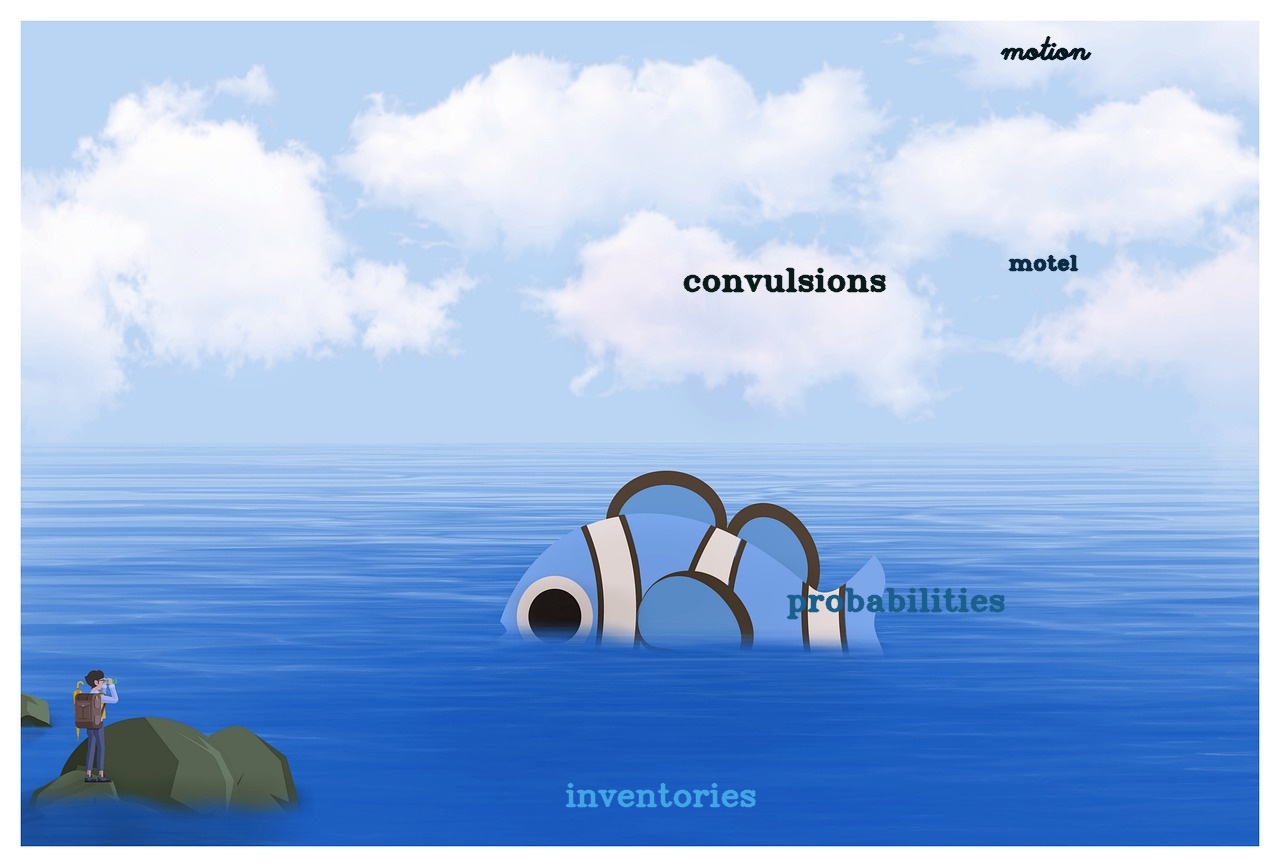 motion
motel
convulsions
probabilities
inventories